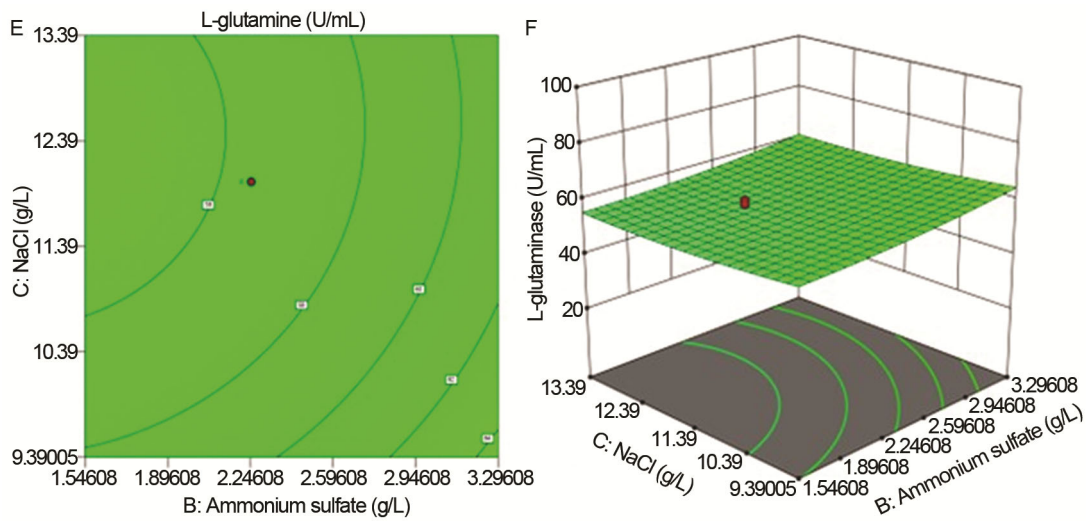 E
L-glutamine (U/mL)
13.39
12.39
11.39
10.39
9.39005
C: NaCl (g/L)
1.54608 1.89608 2.24608 2.59608 2.94608 3.29608
B: Ammonium sulfate (g/L)
F
100
80
60
40
20
L-glutaminase (U/mL)
13.39
12.39
11.39
10.39
9.39005
C: NaCl (g/L)
1.54608
1.89608
2.24608
2.59608
2.94608
3.29608
B: Ammonium sulfate (g/L)